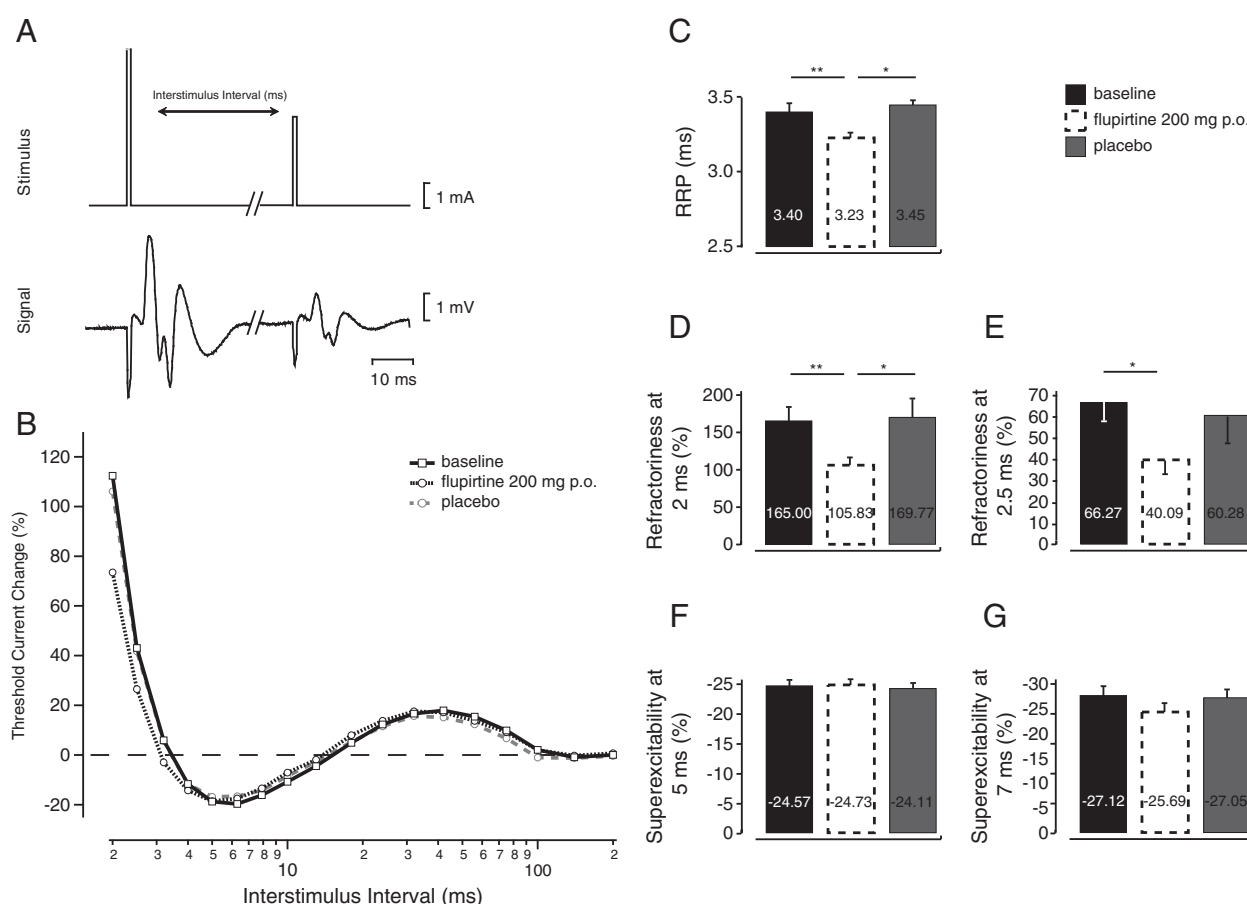 A
Stimulus
Interstimulus Interval (ms)
1 mA
Signal
1 mV
10 ms
B
Threshold Current Change (%)
120
100
80
60
40
20
0
-20
baseline
flupirtine 200 mg p.o.
placebo
2 3 4 5 6 7 8 9 2 3 4 5 6 7 8 9 2
10 100
Interstimulus Interval (ms)
C
RRP (ms)
3.5
3.0
2.5
** *
3.40 3.23 3.45
baseline
flupirtine 200 mg p.o.
placebo
D
Refractoriness at
2 ms (%)
200
150
100
50
0
** *
165.00 105.83 169.77
E
Refractoriness at
2.5 ms (%)
70
60
50
40
30
20
10
0
*
66.27 40.09 60.28
F
Superexcitability at
5 ms (%)
-25
-20
-15
-10
-5
0
-24.57 -24.73 -24.11
G
Superexcitability at
7 ms (%)
-30
-25
-20
-15
-10
-5
0
-27.12 -25.69 -27.05